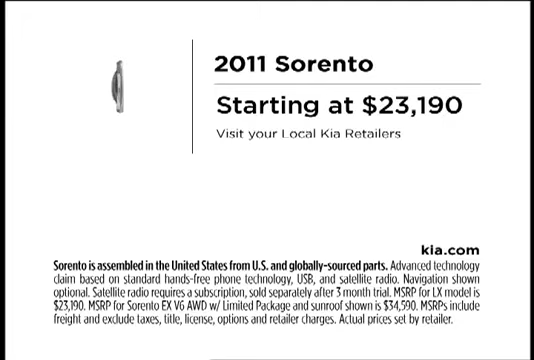 2011 Sorento
Starting at $23,190
Visit your Local Kia Retailers
kia.com
Sorento is assembled in the United States from U.S. and globally-sourced parts. Advanced technology
claim based on standard hands-free phone technology, USB, and satellite radio. Navigation shown
optional. Satellite radio requires a subscription, sold separately after 3 month trial. MSRP for LX model is
$23,190. MSRP for Sorento EX V6 AWD w/ Limited Package and sunroof shown is $34,590. MSRPs include
freight and exclude taxes, title, license, options and retailer charges. Actual prices set by retailer.